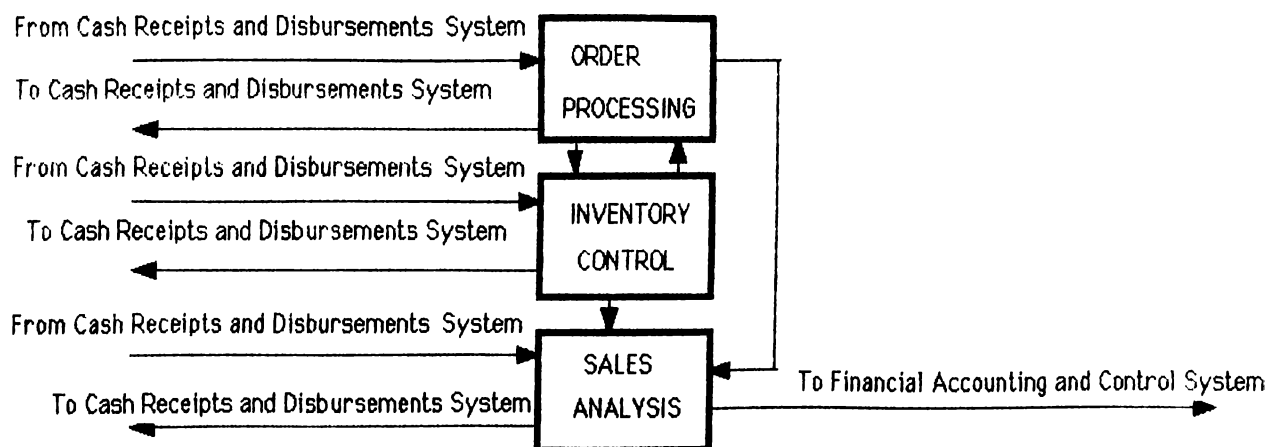 From Cash Receipts and Disbursements System
ORDER
To Cash Receipts and Disbursements System
PROCESSING
From Cash Receipts and Disbursements System
INVENTORY
To Cash Receipts and Disbursements System
CONTROL
From Cash Receipts and Disbursements System
SALES
To Financial Accounting and Control System
To Cash Receipts and Disbursements System
ANALYSIS